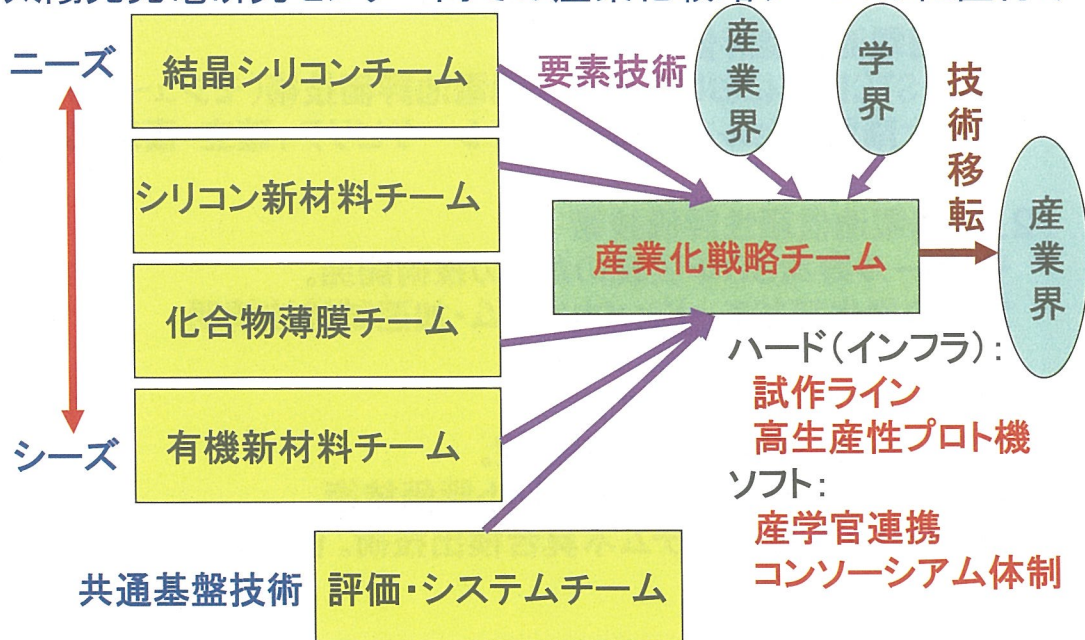 ニーズ
結晶シリコンチーム
シリコン新材料チーム
化合物薄膜チーム
有機新材料チーム
シーズ
共通基盤技術
評価・システムチーム
要素技術
産業界
学界
産業化戦略チーム
技術移転
産業界
ハード（インフラ）：
試作ライン
高生産性プロト機
ソフト：
産学官連携
コンソーシアム体制